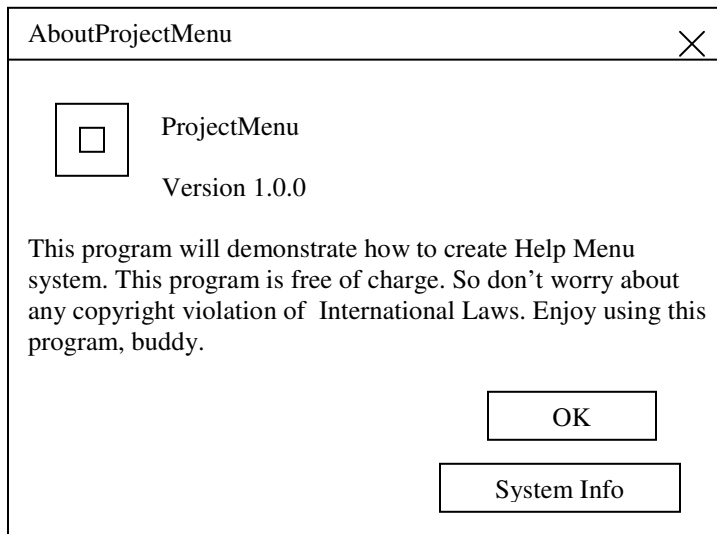 AboutProjectMenu
ProjectMenu
Version 1.0.0
This program will demonstrate how to create Help Menu
system. This program is free of charge. So don’t worry about
any copyright violation of  International Laws. Enjoy using this
program, buddy.
OK
System Info